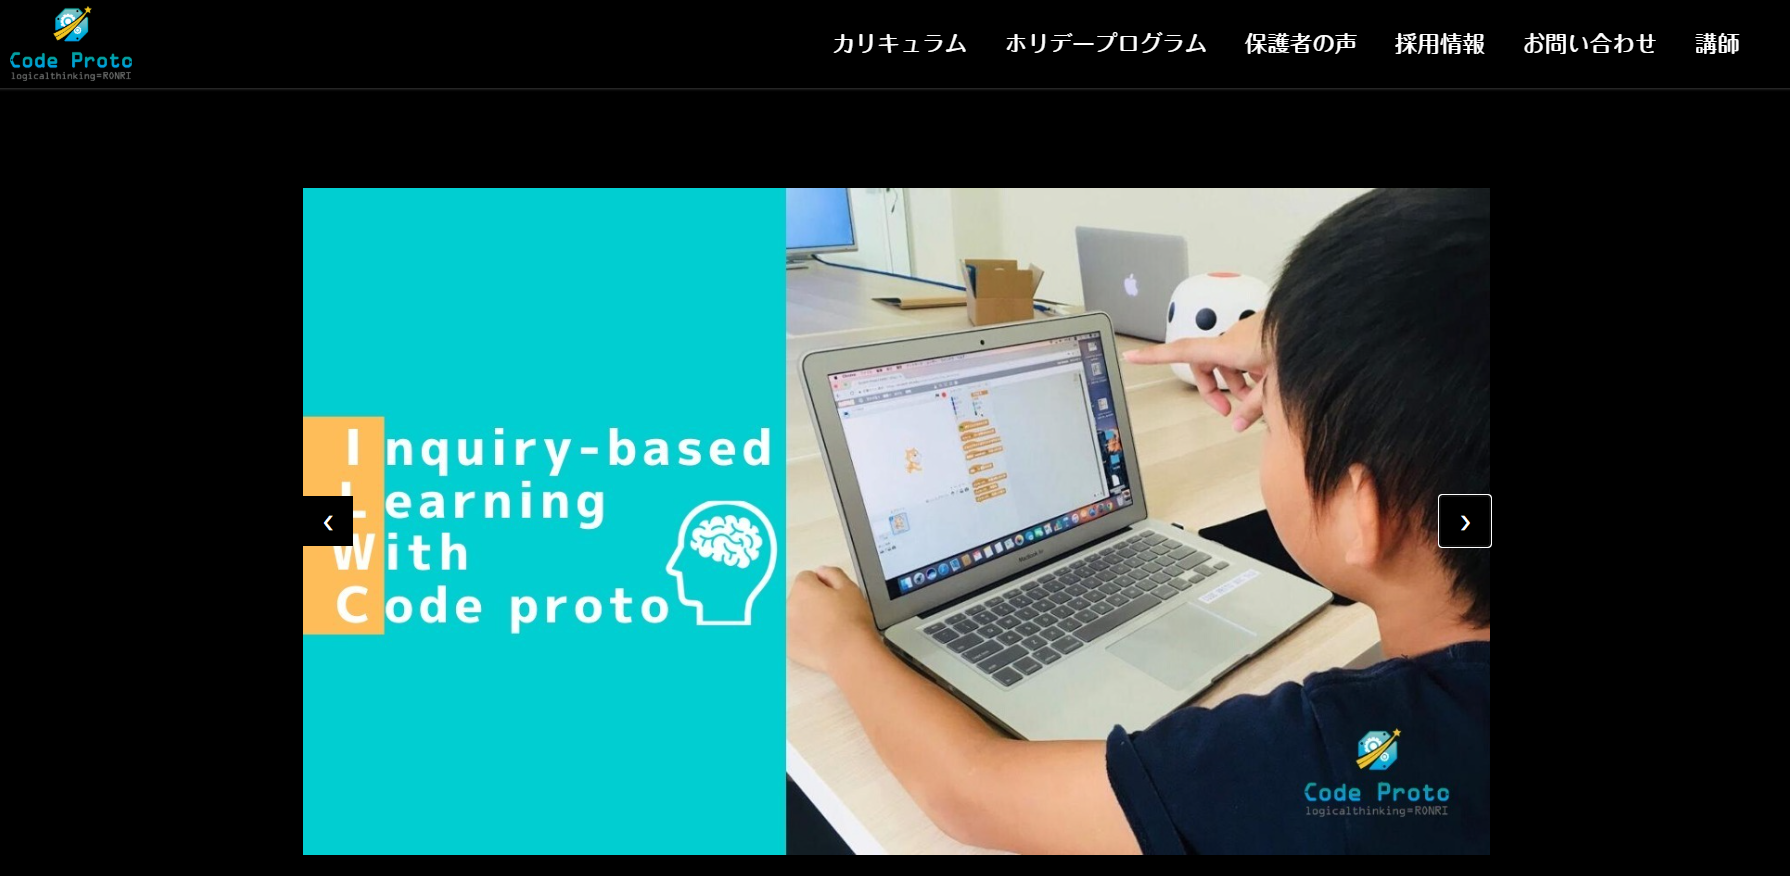 Code Proto
logicalthinking=RONRI
カリキュラム ホリデープログラム 保護者の声 採用情報 お問い合わせ 講師
Inquiry-based
Learning
With
Code proto
MacBook Air
Code Proto
logicalthinking=RONRI